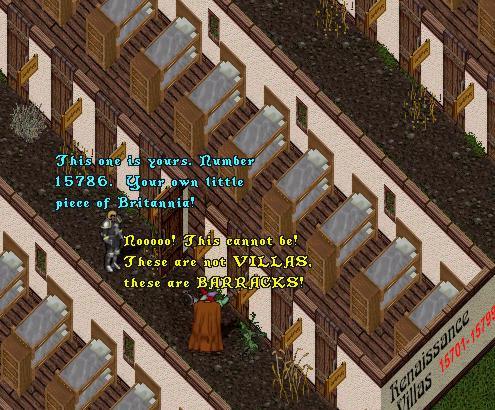 This one is yours. Number
15786. Your own little
piece of Britannia!
Nooooo! This cannot be!
These are not VILLAS,
these are BARRACKS!
Renaissance
Villas
15701-15799